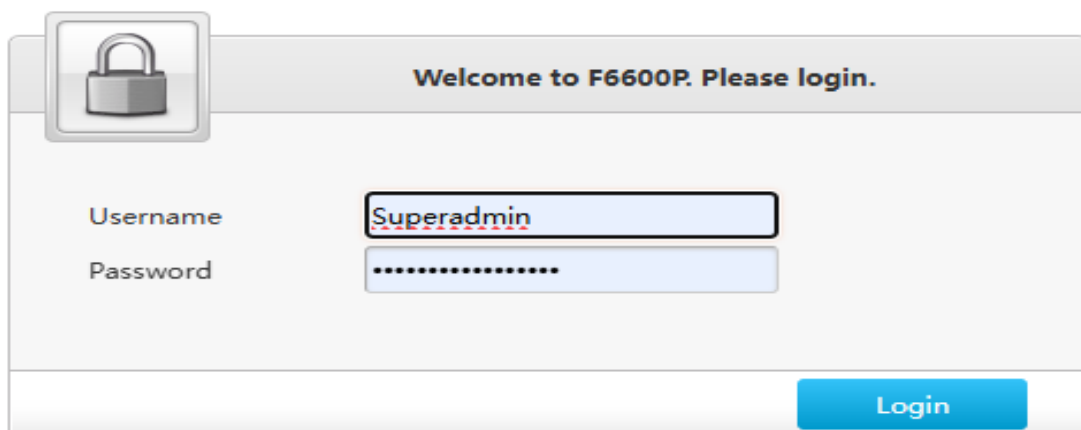 Welcome to F6600P. Please login.
Username Superadmin
Password •••••••••••••••••
Login